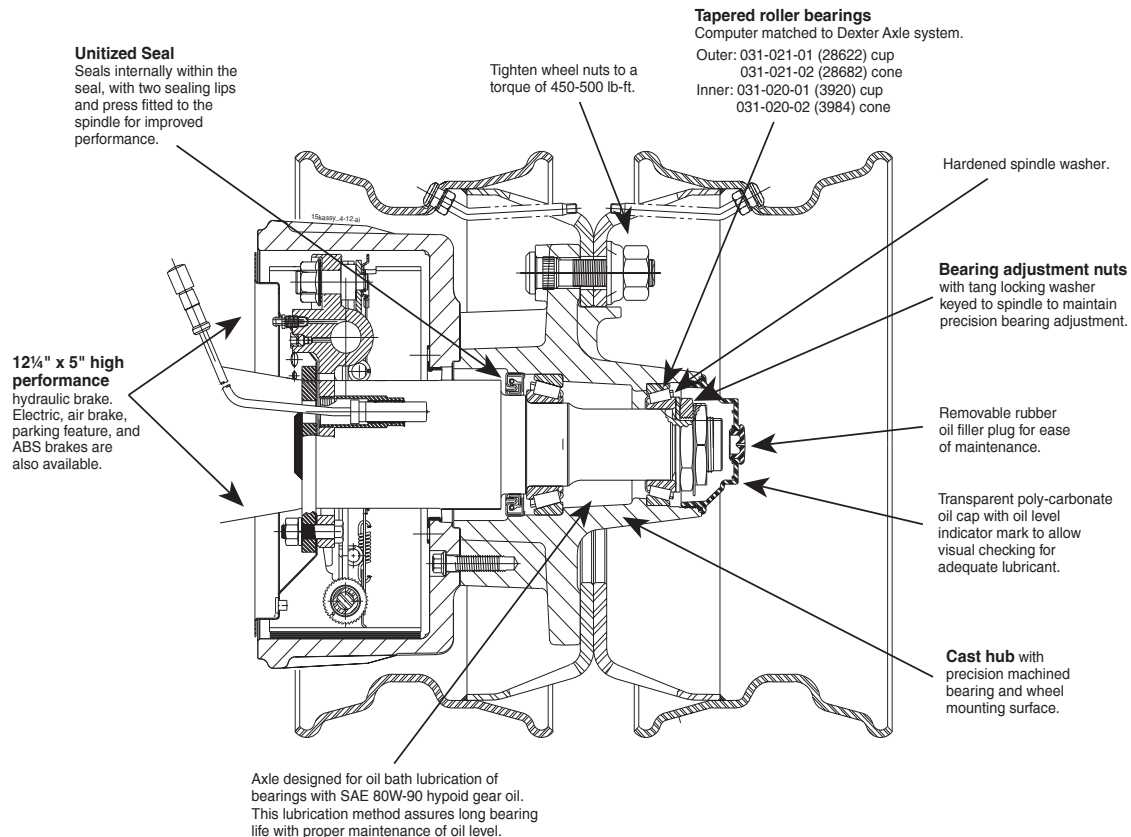 Tapered roller bearings
Computer matched to Dexter Axle system.
Outer: 031-021-01 (28622) cup
031-021-02 (28682) cone
Inner: 031-020-01 (3920) cup
031-020-02 (3984) cone
Unitized Seal
Seals internally within the
seal, with two sealing lips
and press fitted to the
spindle for improved
performance.
Tighten wheel nuts to a
torque of 450-500 lb-ft.
Hardened spindle washer.
15kassy_4-12.ai
Bearing adjustment nuts
with tang locking washer
keyed to spindle to maintain
precision bearing adjustment.
12¼" x 5" high
performance
hydraulic brake.
Electric, air brake,
parking feature, and
ABS brakes are
also available.
Removable rubber
oil filler plug for ease
of maintenance.
Transparent poly-carbonate
oil cap with oil level
indicator mark to allow
visual checking for
adequate lubricant.
Cast hub with
precision machined
bearing and wheel
mounting surface.
Axle designed for oil bath lubrication of
bearings with SAE 80W-90 hypoid gear oil.
This lubrication method assures long bearing
life with proper maintenance of oil level.